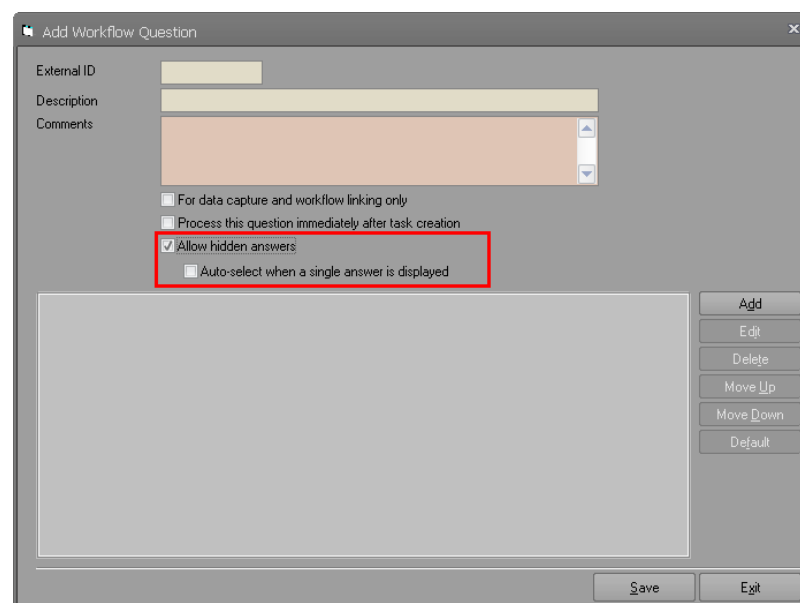 Add Workflow Question
External ID
Description
Comments
For data capture and workflow linking only
Process this question immediately after task creation
Allow hidden answers
Auto-select when a single answer is displayed
Add
Edit
Delete
Move Up
Move Down
Default
Save
Exit